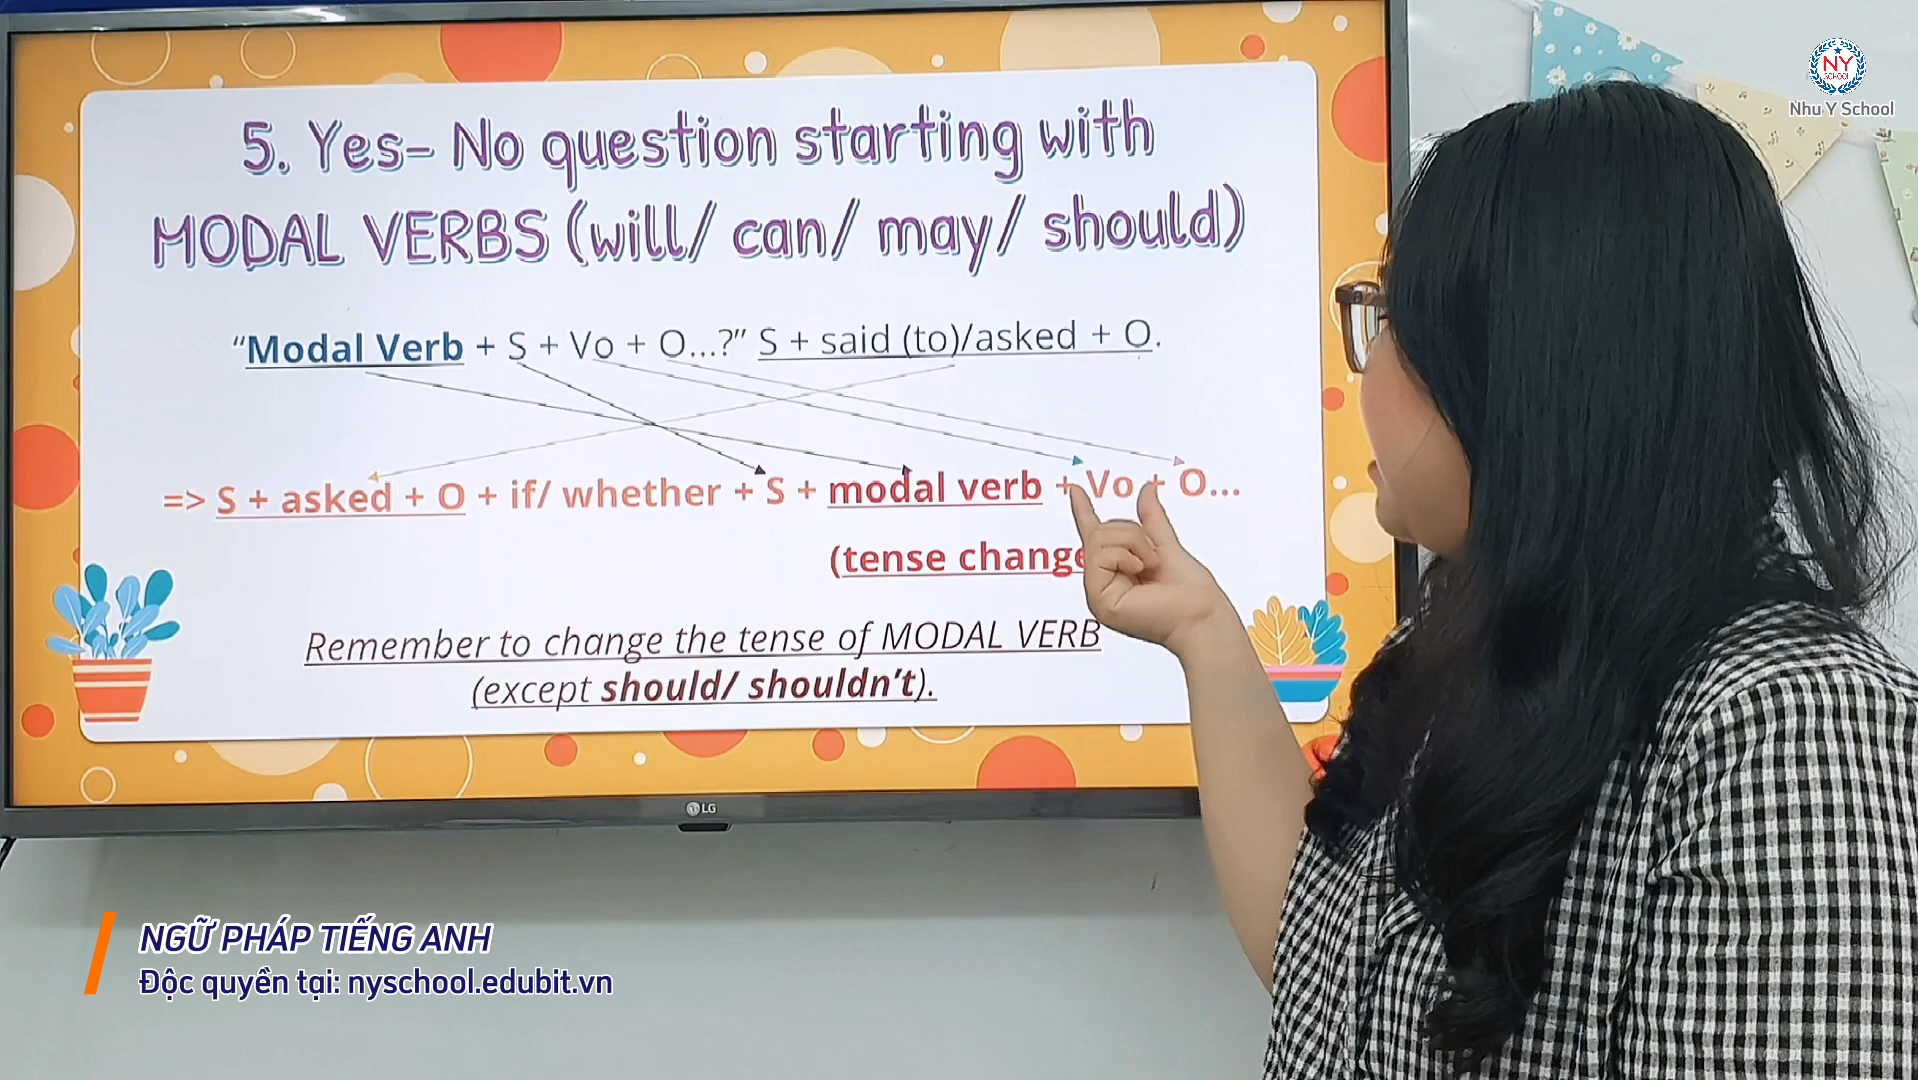 5. Yes– No question starting with
MODAL VERBS (will/ can/ may/ should)
“Modal Verb + S + Vo + O...?” S + said (to)/asked + O.
=> S + asked + O + if/ whether + S + modal verb + Vo + O...
(tense change
Remember to change the tense of MODAL VERB
(except should/ shouldn’t).
LG
NY
SCHOOL
Nhu Y School
NGỮ PHÁP TIẾNG ANH
Độc quyền tại: nyschool.edubit.vn